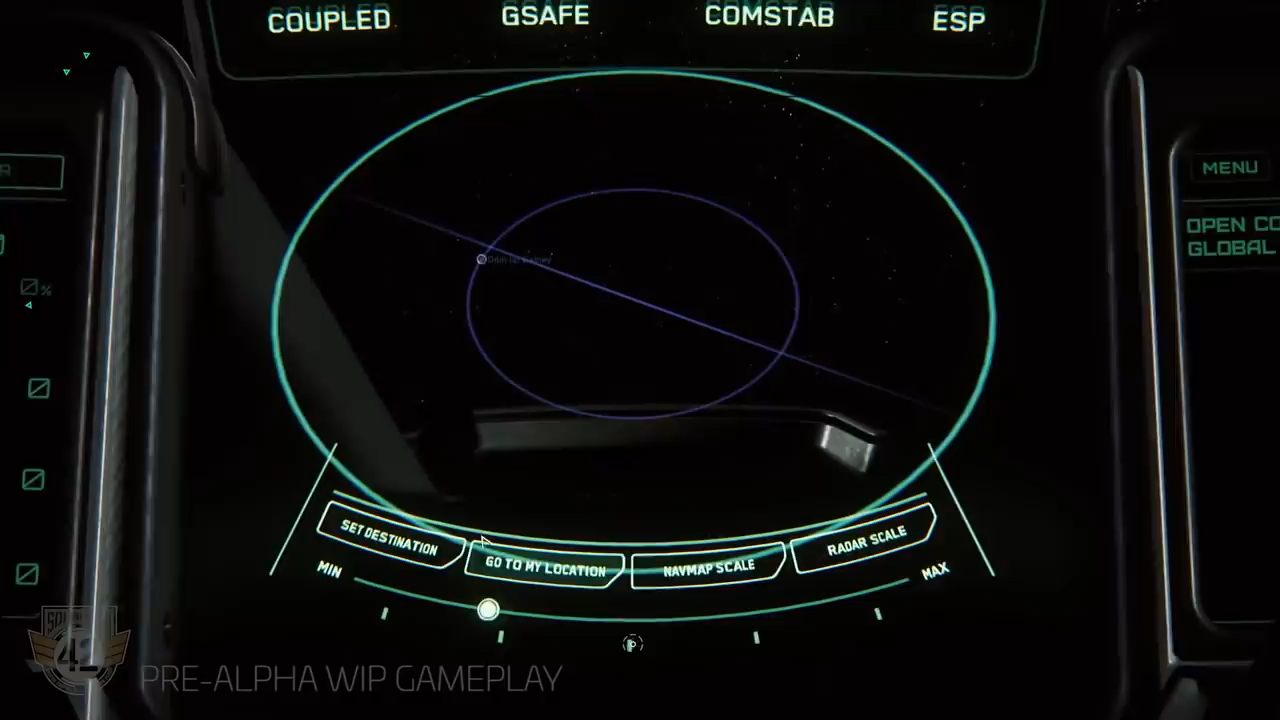 COUPLED GSAFE COMSTAB ESP
MENU
OPEN CO
GLOBAL
%
SET DESTINATION
GO TO MY LOCATION
NAVMAP SCALE
RADAR SCALE
MIN
MAX
42
PRE-ALPHA WIP GAMEPLAY